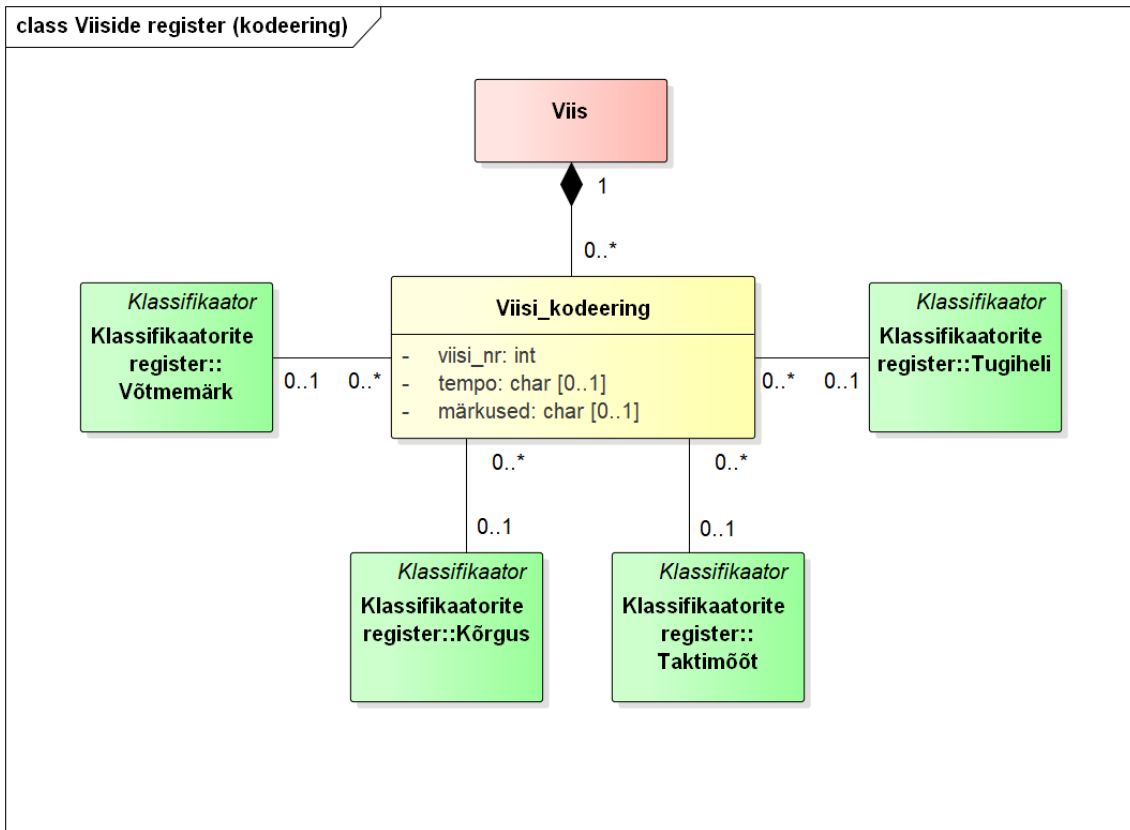 class Viiside register (kodeering)
Viis
1
0..*
Klassifikaator
Klassifikaatorite
register::
Võtmemärk
0..1
0..*
Viisi_kodeering
- viisi_nr: int
- tempo: char [0..1]
- märkused: char [0..1]
0..*
0..1
Klassifikaator
Klassifikaatorite
register::Tugiheli
0..*
0..1
Klassifikaator
Klassifikaatorite
register::Kõrgus
0..*
0..1
Klassifikaator
Klassifikaatorite
register::
Taktimõõt